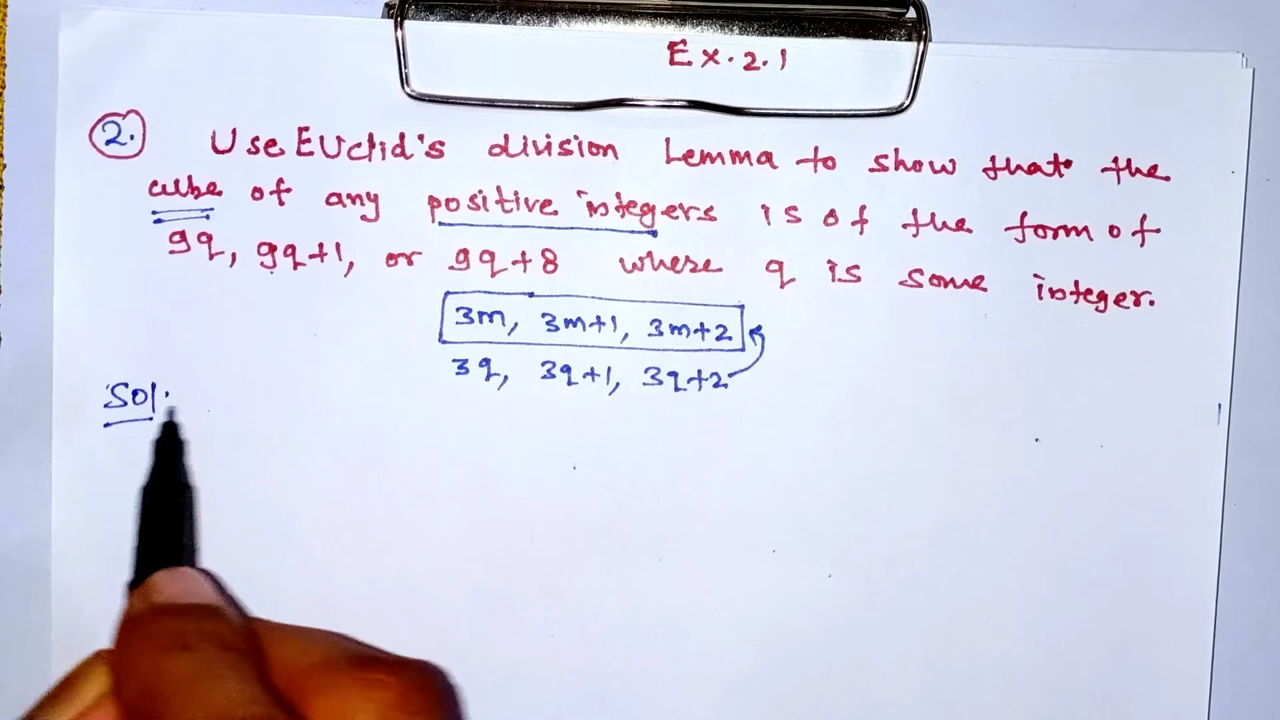 Ex. 2.1
2. Use Euclid's division Lemma to show that the
cube of any positive integers is of the form of
9q, 9q+1, or 9q+8 where q is some integer.
3m, 3m+1, 3m+2
3q, 3q+1, 3q+2
Sol.